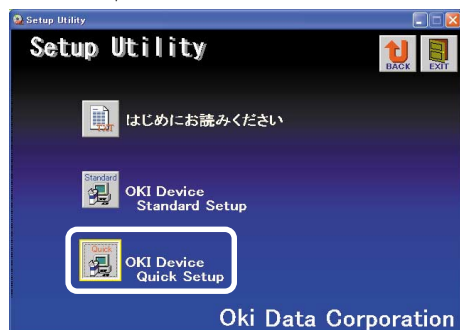 Setup Utility
Setup Utility
BACK
EXIT
はじめにお読みください
Standard
OKI Device
Standard Setup
Quick
OKI Device
Quick Setup
Oki Data Corporation